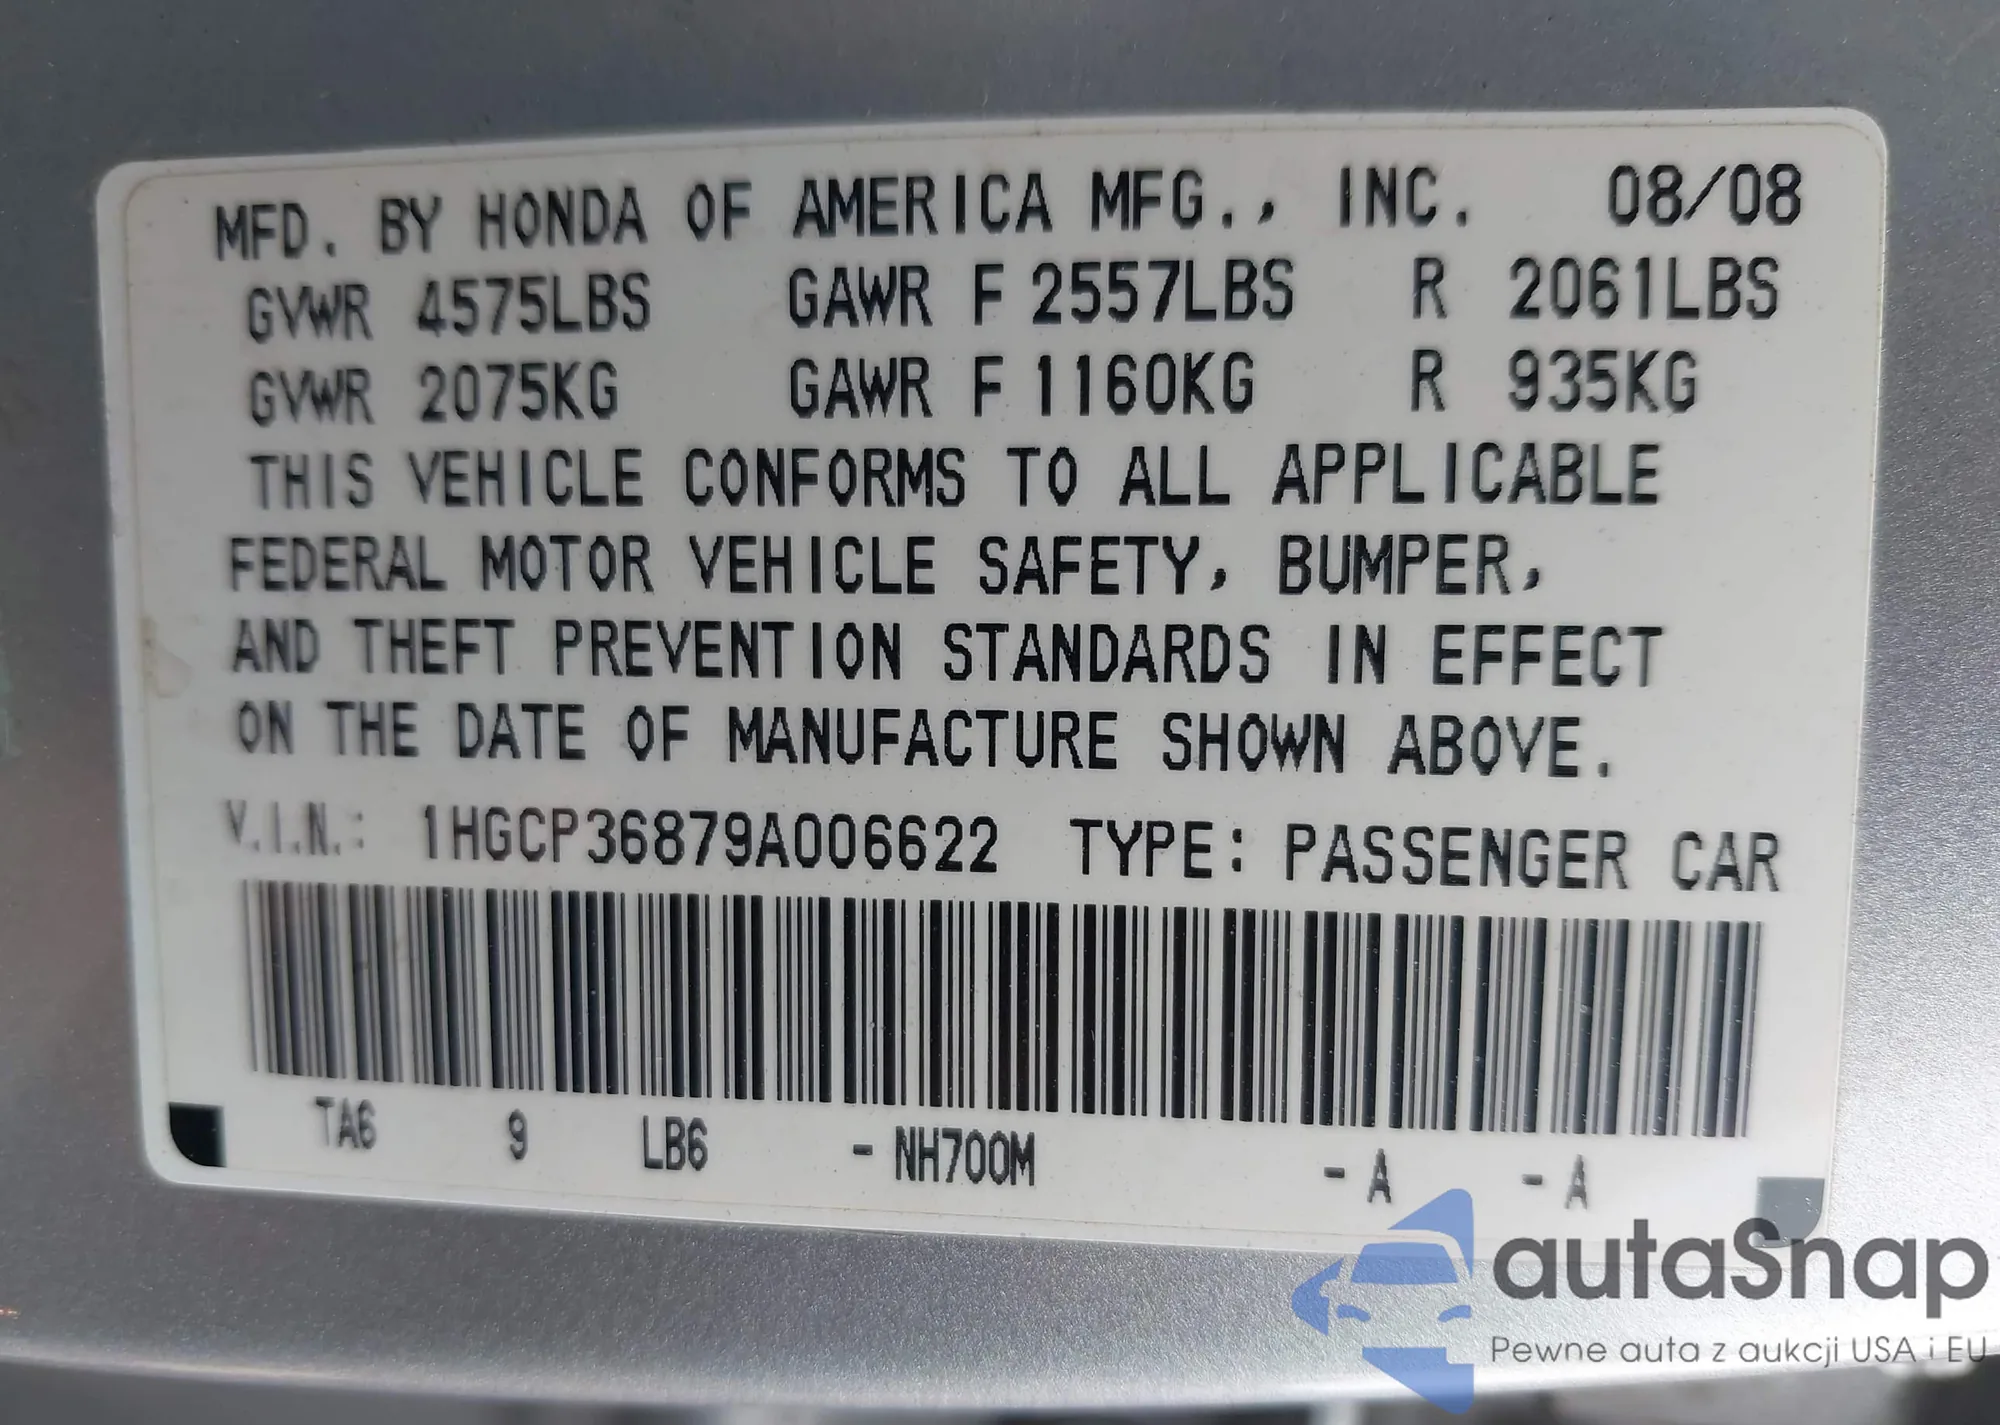 MFD. BY HONDA OF AMERICA MFG., INC. 08/08
GVWR 4575LBS GAWR F 2557LBS R 2061LBS
GVWR 2075KG GAWR F 1160KG R 935KG
THIS VEHICLE CONFORMS TO ALL APPLICABLE
FEDERAL MOTOR VEHICLE SAFETY, BUMPER,
AND THEFT PREVENTION STANDARDS IN EFFECT
ON THE DATE OF MANUFACTURE SHOWN ABOVE.
V.I.N.: 1HGCP36879A006622 TYPE: PASSENGER CAR
TA6 9 LB6 - NH700M - A - A
autaSnap
Pewne auta z aukcji USA i EU